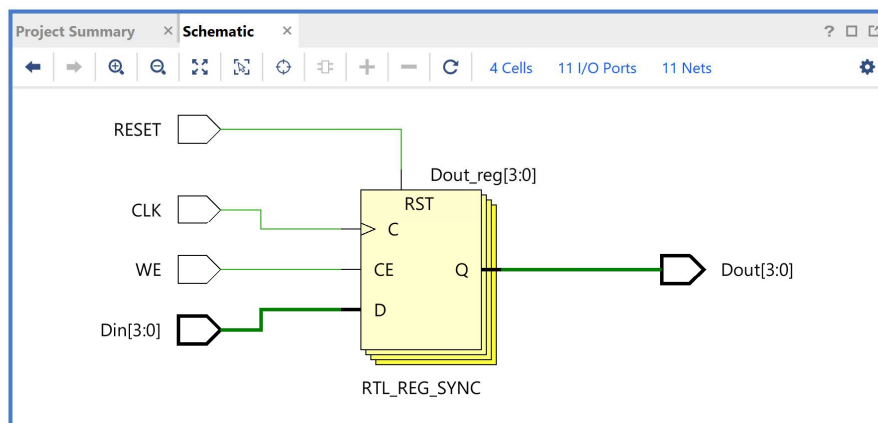 Project Summary × Schematic × ?
4 Cells 11 I/O Ports 11 Nets
RESET
Dout_reg[3:0]
RST
CLK
C
WE
CE
Q
Dout[3:0]
Din[3:0]
D
RTL_REG_SYNC